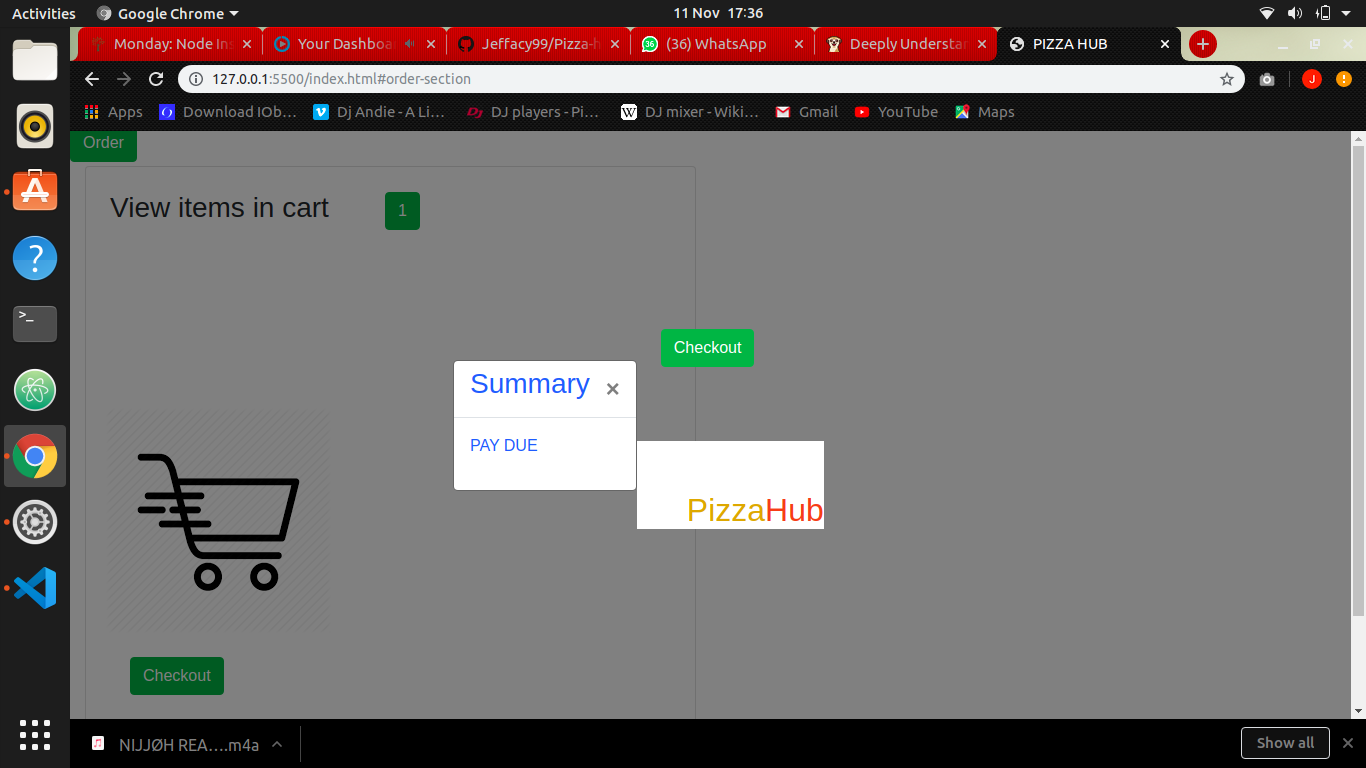 Activities
Google Chrome
11 Nov 17:36
Monday: Node Ins
Your Dashboa
Jeffacy99/Pizza-h
36
(36) WhatsApp
Deeply Understa
PIZZA HUB
127.0.0.1:5500/index.html#order-section
J
Apps
Download IOb...
Dj Andie - A Li...
DJ players - Pi...
W
DJ mixer - Wiki...
Gmail
YouTube
Maps
Order
View items in cart
1
Checkout
Summary
×
PAY DUE
PizzaHub
Checkout
NIJJØH REA....m4a
Show all